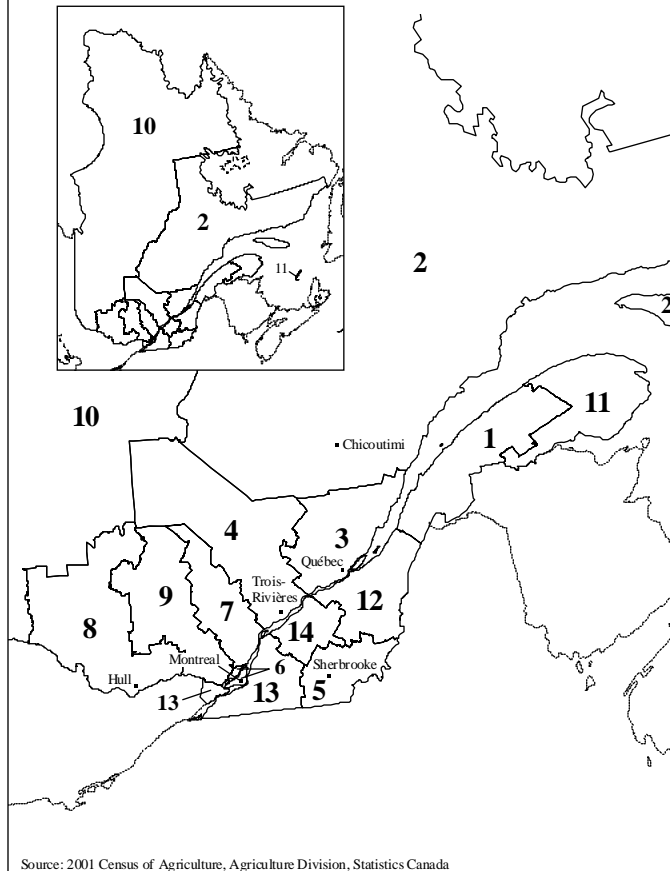 10
2
11
2
2
10
11
1
Chicoutimi
4
3
Québec
Trois-
Rivières
12
9
7
8
14
Montreal
6
Sherbrooke
Hull
13
13
5
Source: 2001 Census of Agriculture, Agriculture Division, Statistics Canada